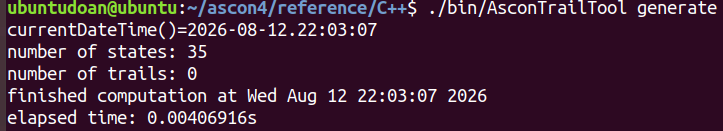 ubuntudoan@ubuntu:~/ascon4/reference/C++$ ./bin/AsconTrailTool generate
currentDateTime()=2026-08-12.22:03:07
number of states: 35
number of trails: 0
finished computation at Wed Aug 12 22:03:07 2026
elapsed time: 0.00406916s